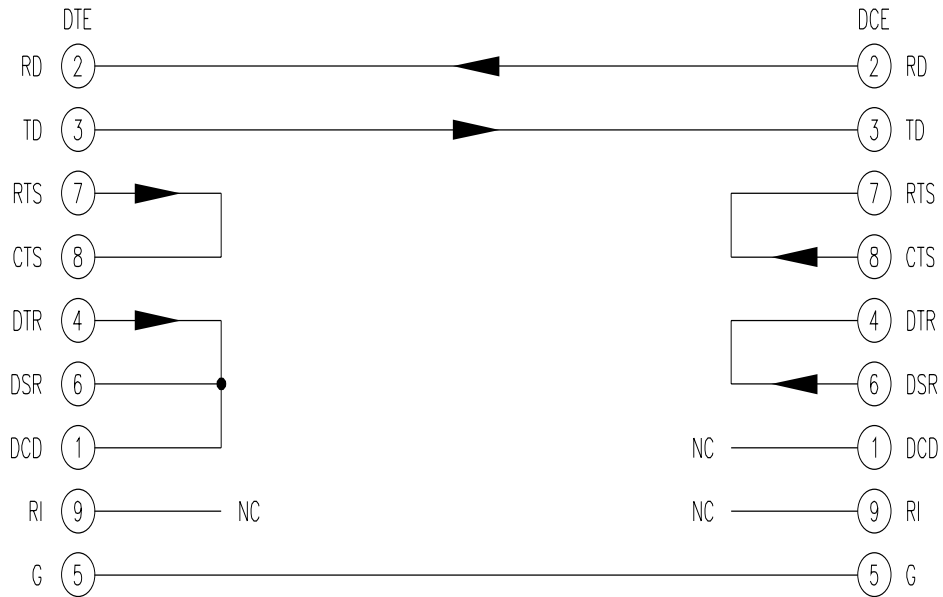 DTE DCE
RD 2 2 RD
TD 3 3 TD
RTS 7 7 RTS
CTS 8 8 CTS
DTR 4 4 DTR
DSR 6 6 DSR
DCD 1 NC 1 DCD
RI 9 NC NC 9 RI
G 5 5 G